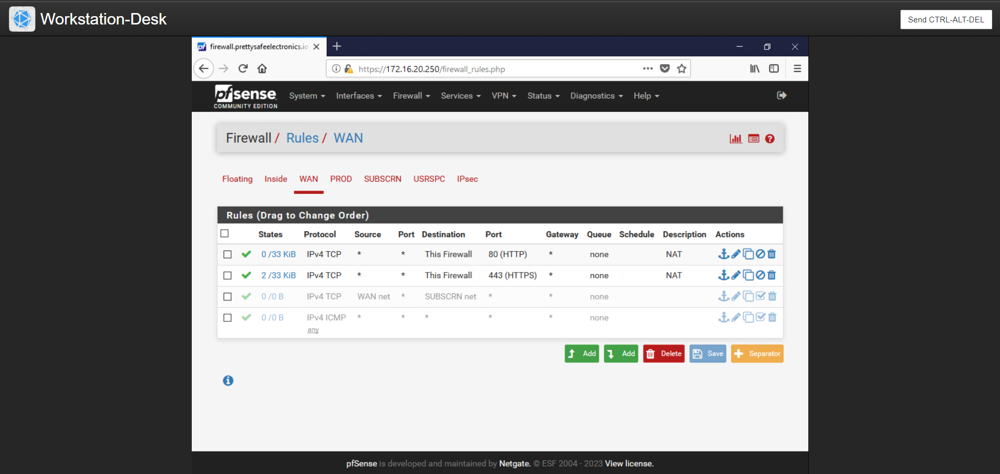 Workstation-Desk
Send CTRL-ALT-DEL
firewall.prettysafeelectronics.io
https://172.16.20.250/firewall_rules.php
pfsense
COMMUNITY EDITION
System Interfaces Firewall Services VPN Status Diagnostics Help
Firewall / Rules / WAN
Floating Inside WAN PROD SUBSCRN USRSPC IPsec
Rules (Drag to Change Order)
States Protocol Source Port Destination Port Gateway Queue Schedule Description Actions
0 /33 KiB IPv4 TCP * * This Firewall 80 (HTTP) * none NAT
2 /33 KiB IPv4 TCP * * This Firewall 443 (HTTPS) * none NAT
0 /0 B IPv4 TCP WAN net * SUBSCRN net * * none
0 /0 B IPv4 ICMP * * * * * none
any
Add Add Delete Save Separator
pfSense is developed and maintained by Netgate. © ESF 2004 - 2023 View license.